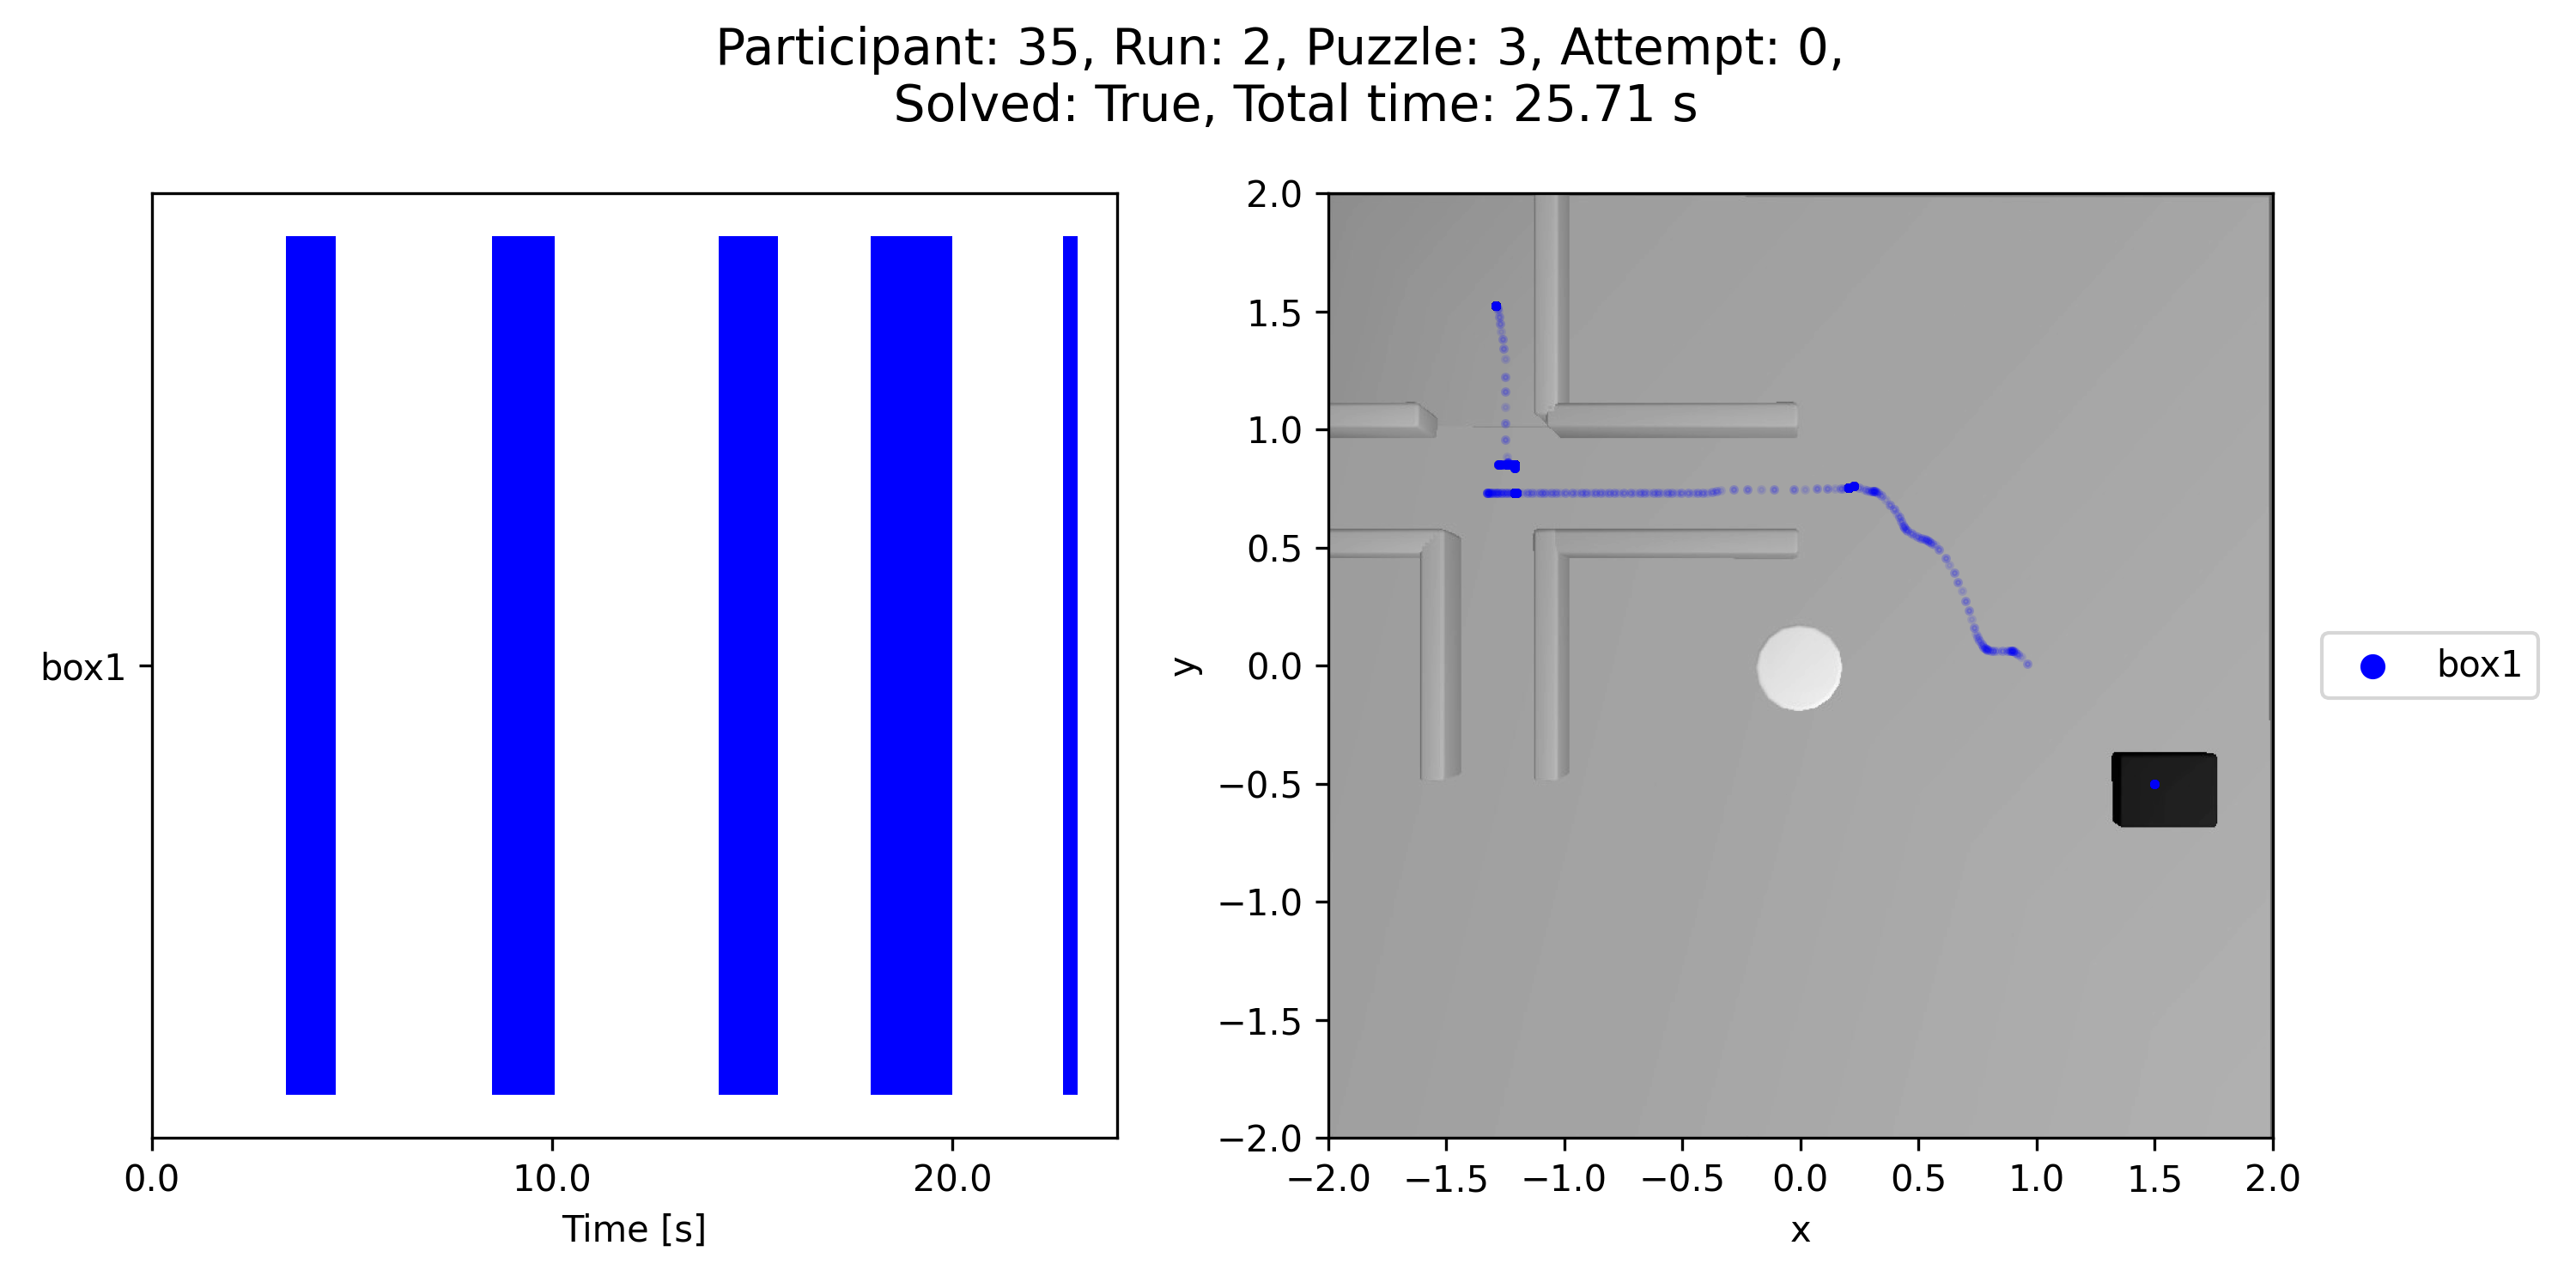 Participant: 35, Run: 2, Puzzle: 3, Attempt: 0,
Solved: True, Total time: 25.71 s
box1
0.0 10.0 20.0
Time [s]
2.0
1.5
1.0
0.5
0.0
−0.5
−1.0
−1.5
−2.0
y
−2.0 −1.5 −1.0 −0.5 0.0 0.5 1.0 1.5 2.0
x
box1